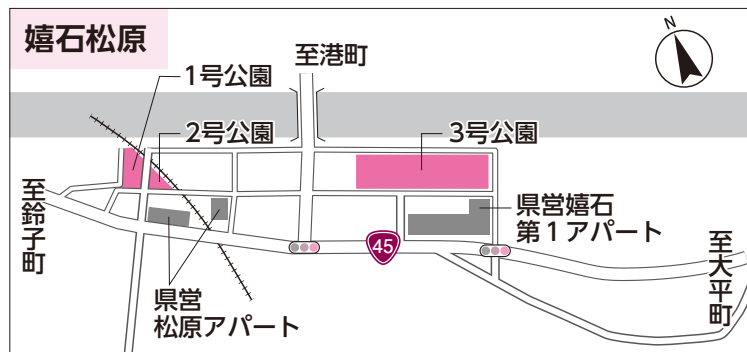 嬉石松原
N
至港町
1号公園
2号公園
3号公園
至鈴子町
県営嬉石
第1アパート
45
至大平町
県営
松原アパート